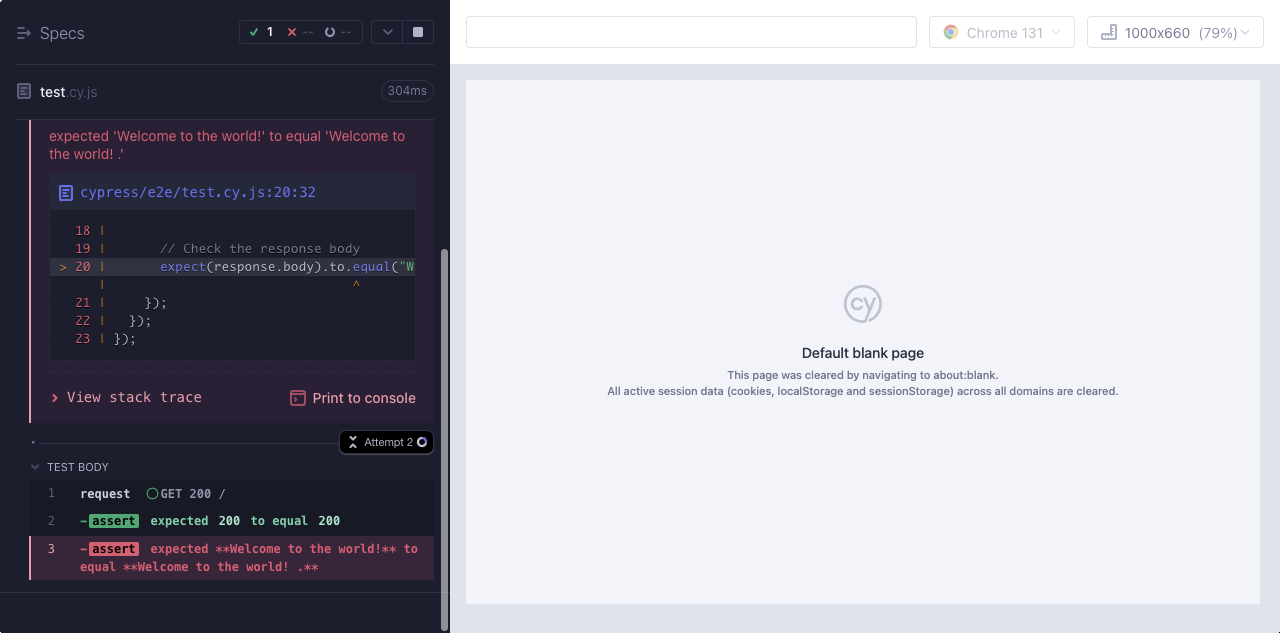 Specs
1 -- --
test.cy.js
304ms
expected 'Welcome to the world!' to equal 'Welcome to
the world! .'
cypress/e2e/test.cy.js:20:32
18 |
19 | // Check the response body
> 20 | expect(response.body).to.equal("W
| ^
21 | });
22 | });
23 | });
View stack trace
Print to console
Attempt 2
TEST BODY
1 request GET 200 /
2 -assert expected 200 to equal 200
3 -assert expected **Welcome to the world!** to
equal **Welcome to the world! .**
Chrome 131
1000x660 (79%)
cy
Default blank page
This page was cleared by navigating to about:blank.
All active session data (cookies, localStorage and sessionStorage) across all domains are cleared.